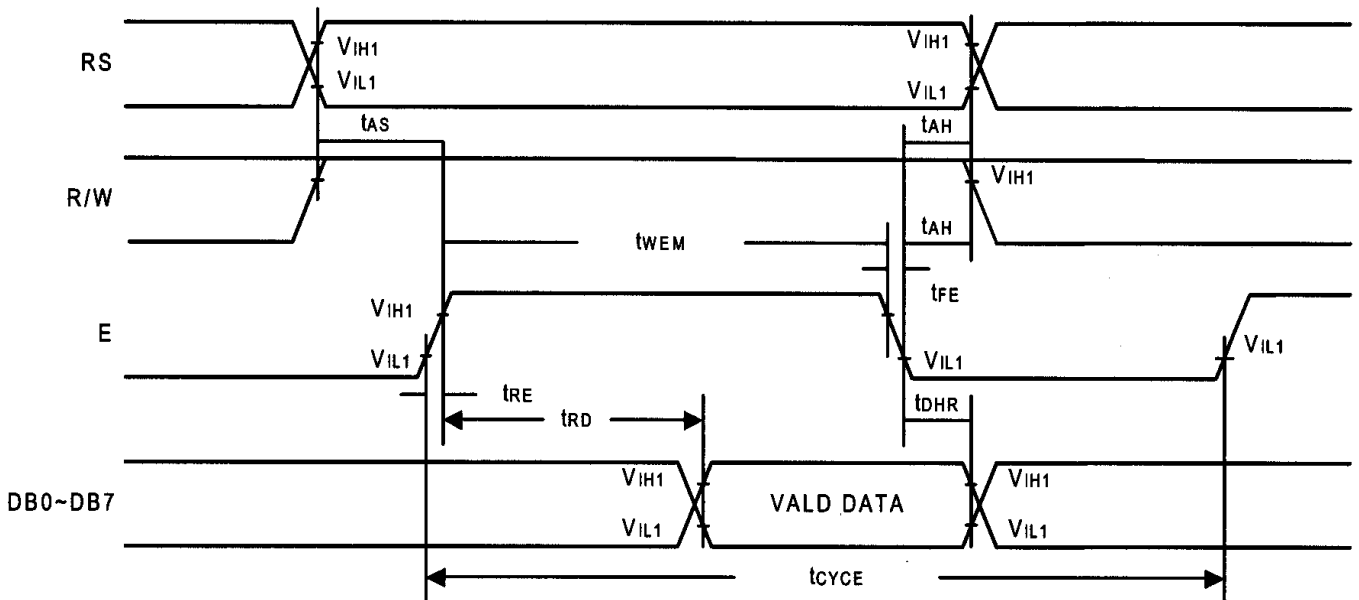 RS
VIH1
VIL1
VIH1
VIL1
tAS
tAH
R/W
VIH1
tWEM
tAH
tFE
E
VIH1
VIL1
VIL1
VIL1
tRE
tRD
tDHR
DB0~DB7
VIH1
VIL1
VALD DATA
VIH1
VIL1
tCYCE